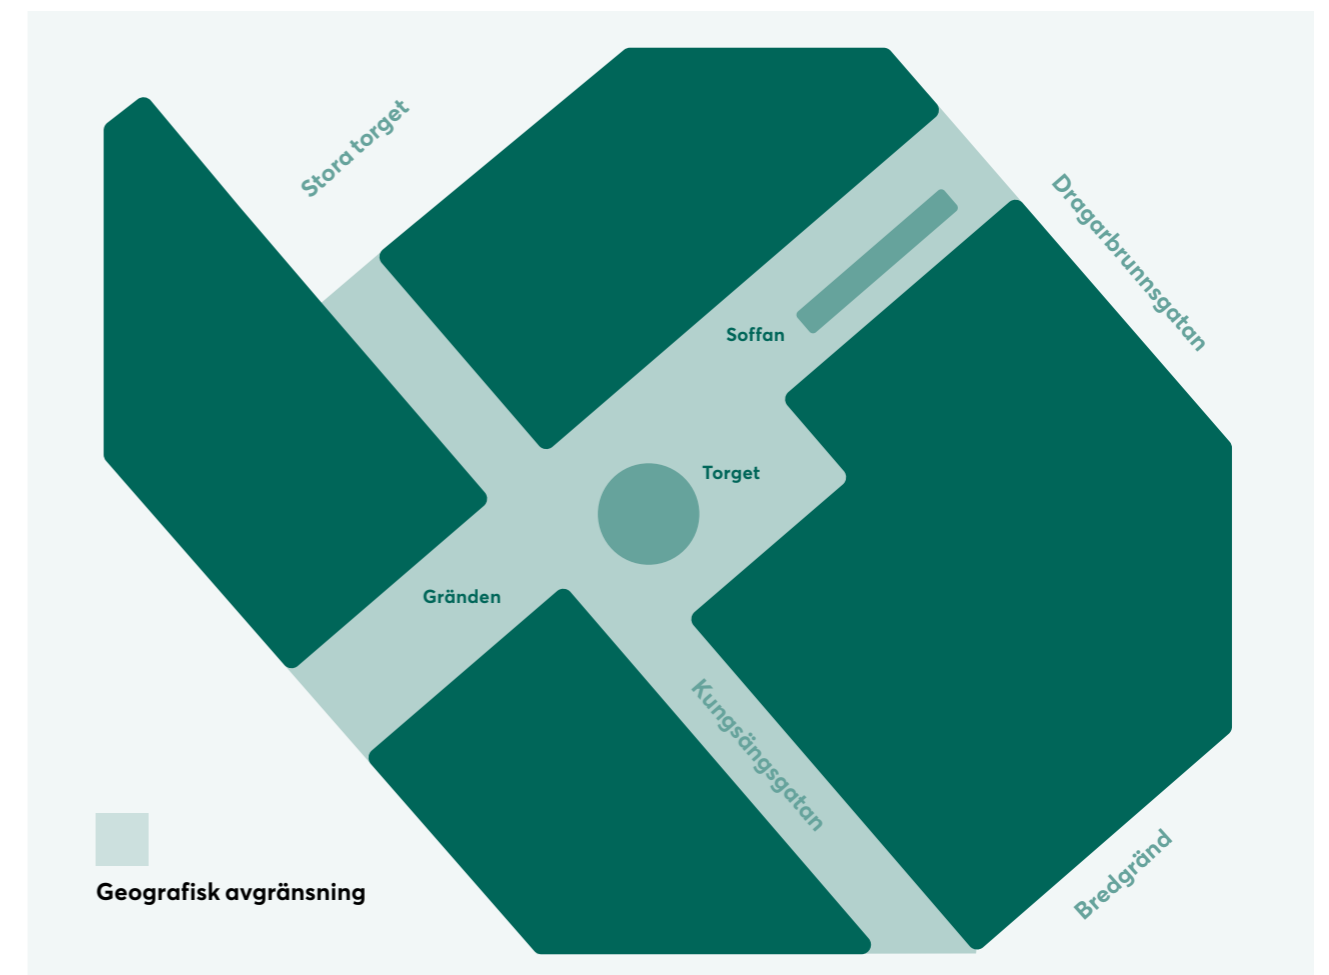 Stora torget
Dragarbrunnsgatan
Soffan
Torget
Gränden
Kungsängsgatan
Bredgränd
Geografisk avgränsning